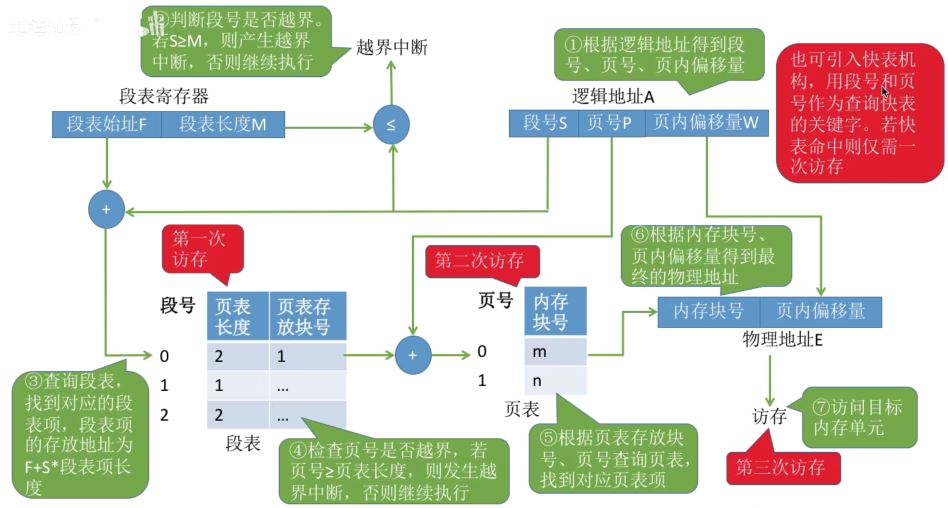 ②判断段号是否越界。
若S≥M，则产生越界
中断，否则继续执行
越界中断
①根据逻辑地址得到段
号、页号、页内偏移量
也可引入快表机
构，用段号和页
号作为查询快表
的关键字。若快
表命中则仅需一
次访存
段表寄存器
段表始址F
段表长度M
≤
逻辑地址A
段号S
页号P
页内偏移量W
+
第一次
访存
第二次访存
⑥根据内存块号、
页内偏移量得到最
终的物理地址
段号
页表
长度
页表存
放块号
0
2
1
1
1
...
2
2
...
段表
+
页号
内存
块号
0
m
1
n
页表
内存块号
页内偏移量
物理地址E
③查询段表，
找到对应的段
表项，段表项
的存放地址为
F+S*段表项长
度
④检查页号是否越界，若
页号≥页表长度，则发生越
界中断，否则继续执行
⑤根据页表存放块
号、页号查询页表，
找到对应页表项
访存
⑦访问目标
内存单元
第三次访存